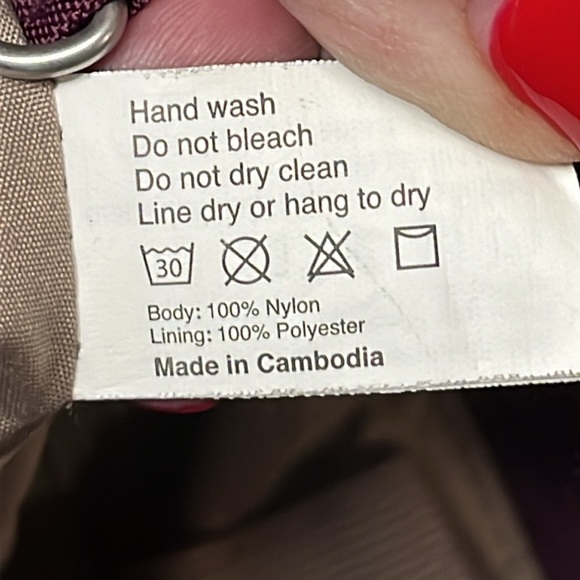 Hand wash
Do not bleach
Do not dry clean
Line dry or hang to dry
30
Body: 100% Nylon
Lining: 100% Polyester
Made in Cambodia